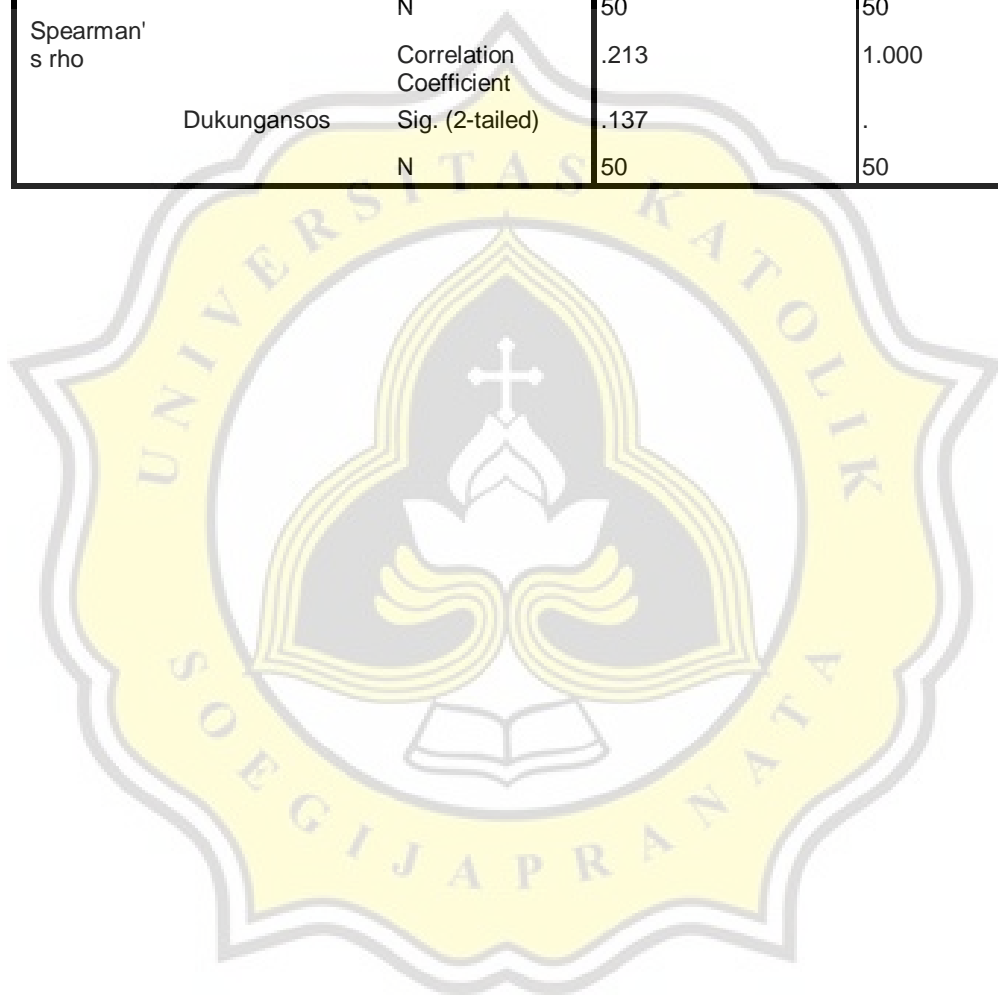 N 50 50
Spearman'
s rho
Correlation
Coefficient
.213 1.000
Dukungansos Sig. (2-tailed) .137 .
N 50 50
UNIVERSITAS KATOLIK
SOEGIJAPRANATA